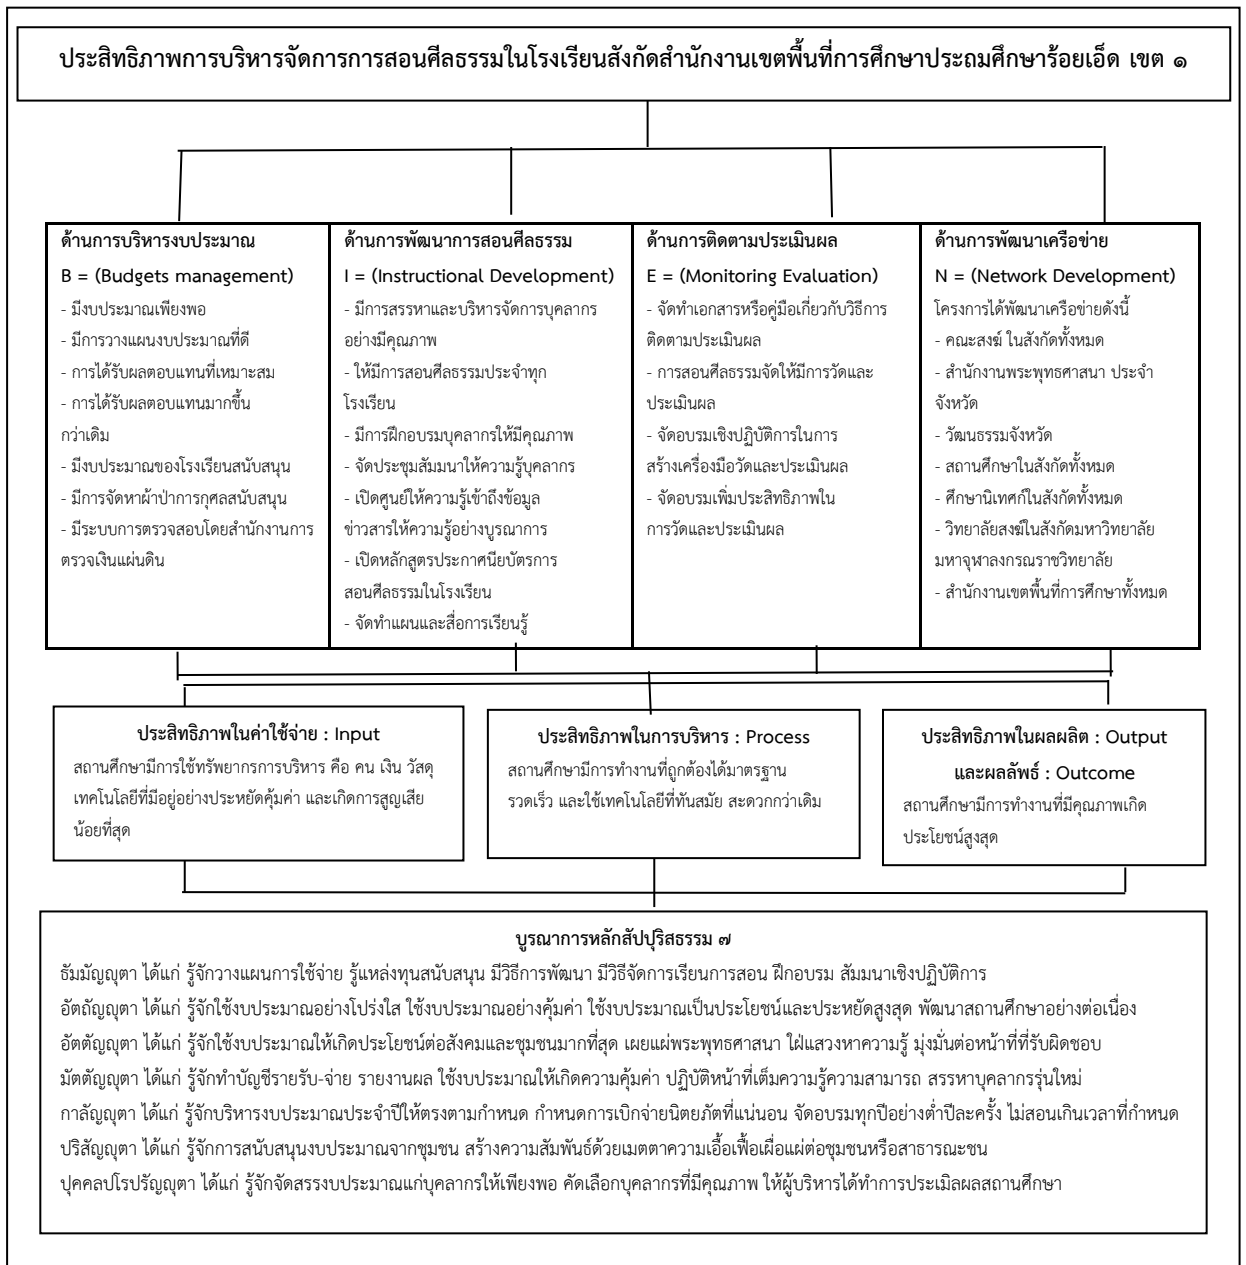 ประสิทธิภาพการบริหารจัดการการสอนศีลธรรมในโรงเรียนสังกัดสำนักงานเขตพื้นที่การศึกษาประถมศึกษาร้อยเอ็ด เขต ๑
ด้านการบริหารงบประมาณ
B = (Budgets management)
- มีงบประมาณเพียงพอ
- มีการวางแผนงบประมาณที่ดี
- การได้รับผลตอบแทนที่เหมาะสม
- การได้รับผลตอบแทนมากขึ้น
กว่าเดิม
- มีงบประมาณของโรงเรียนสนับสนุน
- มีการจัดหาผ้าป่าการกุศลสนับสนุน
- มีระบบการตรวจสอบโดยสำนักงานการ
ตรวจเงินแผ่นดิน
ด้านการพัฒนาการสอนศีลธรรม
I = (Instructional Development)
- มีการสรรหาและบริหารจัดการบุคลากร
อย่างมีคุณภาพ
- ให้มีการสอนศีลธรรมประจำทุก
โรงเรียน
- มีการฝึกอบรมบุคลากรให้มีคุณภาพ
- จัดประชุมสัมมนาให้ความรู้บุคลากร
- เปิดศูนย์ให้ความรู้เข้าถึงข้อมูล
ข่าวสารให้ความรู้อย่างบูรณาการ
- เปิดหลักสูตรประกาศนียบัตรการ
สอนศีลธรรมในโรงเรียน
- จัดทำแผนและสื่อการเรียนรู้
ด้านการติดตามประเมินผล
E = (Monitoring Evaluation)
- จัดทำเอกสารหรือคู่มือเกี่ยวกับวิธีการ
ติดตามประเมินผล
- การสอนศีลธรรมจัดให้มีการวัดและ
ประเมินผล
- จัดอบรมเชิงปฏิบัติการในการ
สร้างเครื่องมือวัดและประเมินผล
- จัดอบรมเพิ่มประสิทธิภาพใน
การวัดและประเมินผล
ด้านการพัฒนาเครือข่าย
N = (Network Development)
โครงการได้พัฒนาเครือข่ายดังนี้
- คณะสงฆ์ ในสังกัดทั้งหมด
- สำนักงานพระพุทธศาสนา ประจำ
จังหวัด
- วัฒนธรรมจังหวัด
- สถานศึกษาในสังกัดทั้งหมด
- ศึกษานิเทศก์ในสังกัดทั้งหมด
- วิทยาลัยสงฆ์ในสังกัดมหาวิทยาลัย
มหาจุฬาลงกรณราชวิทยาลัย
- สำนักงานเขตพื้นที่การศึกษาทั้งหมด
ประสิทธิภาพในค่าใช้จ่าย : Input
สถานศึกษามีการใช้ทรัพยากรการบริหาร คือ คน เงิน วัสดุ
เทคโนโลยีที่มีอยู่อย่างประหยัดคุ้มค่า และเกิดการสูญเสีย
น้อยที่สุด
ประสิทธิภาพในการบริหาร : Process
สถานศึกษามีการทำงานที่ถูกต้องได้มาตรฐาน
รวดเร็ว และใช้เทคโนโลยีที่ทันสมัย สะดวกกว่าเดิม
ประสิทธิภาพในผลผลิต : Output
และผลลัพธ์ : Outcome
สถานศึกษามีการทำงานที่มีคุณภาพเกิด
ประโยชน์สูงสุด
บูรณาการหลักสัปปุริสธรรม ๗
ธัมมัญญุตา ได้แก่ รู้จักวางแผนการใช้จ่าย รู้แหล่งทุนสนับสนุน มีวิธีการพัฒนา มีวิธีจัดการเรียนการสอน ฝึกอบรม สัมมนาเชิงปฏิบัติการ
อัตถัญญุตา ได้แก่ รู้จักใช้งบประมาณอย่างโปร่งใส ใช้งบประมาณอย่างคุ้มค่า ใช้งบประมาณเป็นประโยชน์และประหยัดสูงสุด พัฒนาสถานศึกษาอย่างต่อเนื่อง
อัตตัญญุตา ได้แก่ รู้จักใช้งบประมาณให้เกิดประโยชน์ต่อสังคมและชุมชนมากที่สุด เผยแผ่พระพุทธศาสนา ใฝ่แสวงหาความรู้ มุ่งมั่นต่อหน้าที่ที่รับผิดชอบ
มัตตัญญุตา ได้แก่ รู้จักทำบัญชีรายรับ-จ่าย รายงานผล ใช้งบประมาณให้เกิดความคุ้มค่า ปฏิบัติหน้าที่เต็มความรู้ความสามารถ สรรหาบุคลากรรุ่นใหม่
กาลัญญุตา ได้แก่ รู้จักบริหารงบประมาณประจำปีให้ตรงตามกำหนด กำหนดการเบิกจ่ายนิตยภัตที่แน่นอน จัดอบรมทุกปีอย่างต่ำปีละครั้ง ไม่สอนเกินเวลาที่กำหนด
ปริสัญญุตา ได้แก่ รู้จักการสนับสนุนงบประมาณจากชุมชน สร้างความสัมพันธ์ด้วยเมตตาความเอื้อเฟื้อเผื่อแผ่ต่อชุมชนหรือสาธารณะชน
ปุคคลปโรปรัญญุตา ได้แก่ รู้จักจัดสรรงบประมาณแก่บุคลากรให้เพียงพอ คัดเลือกบุคลากรที่มีคุณภาพ ให้ผู้บริหารได้ทำการประเมิลผลสถานศึกษา